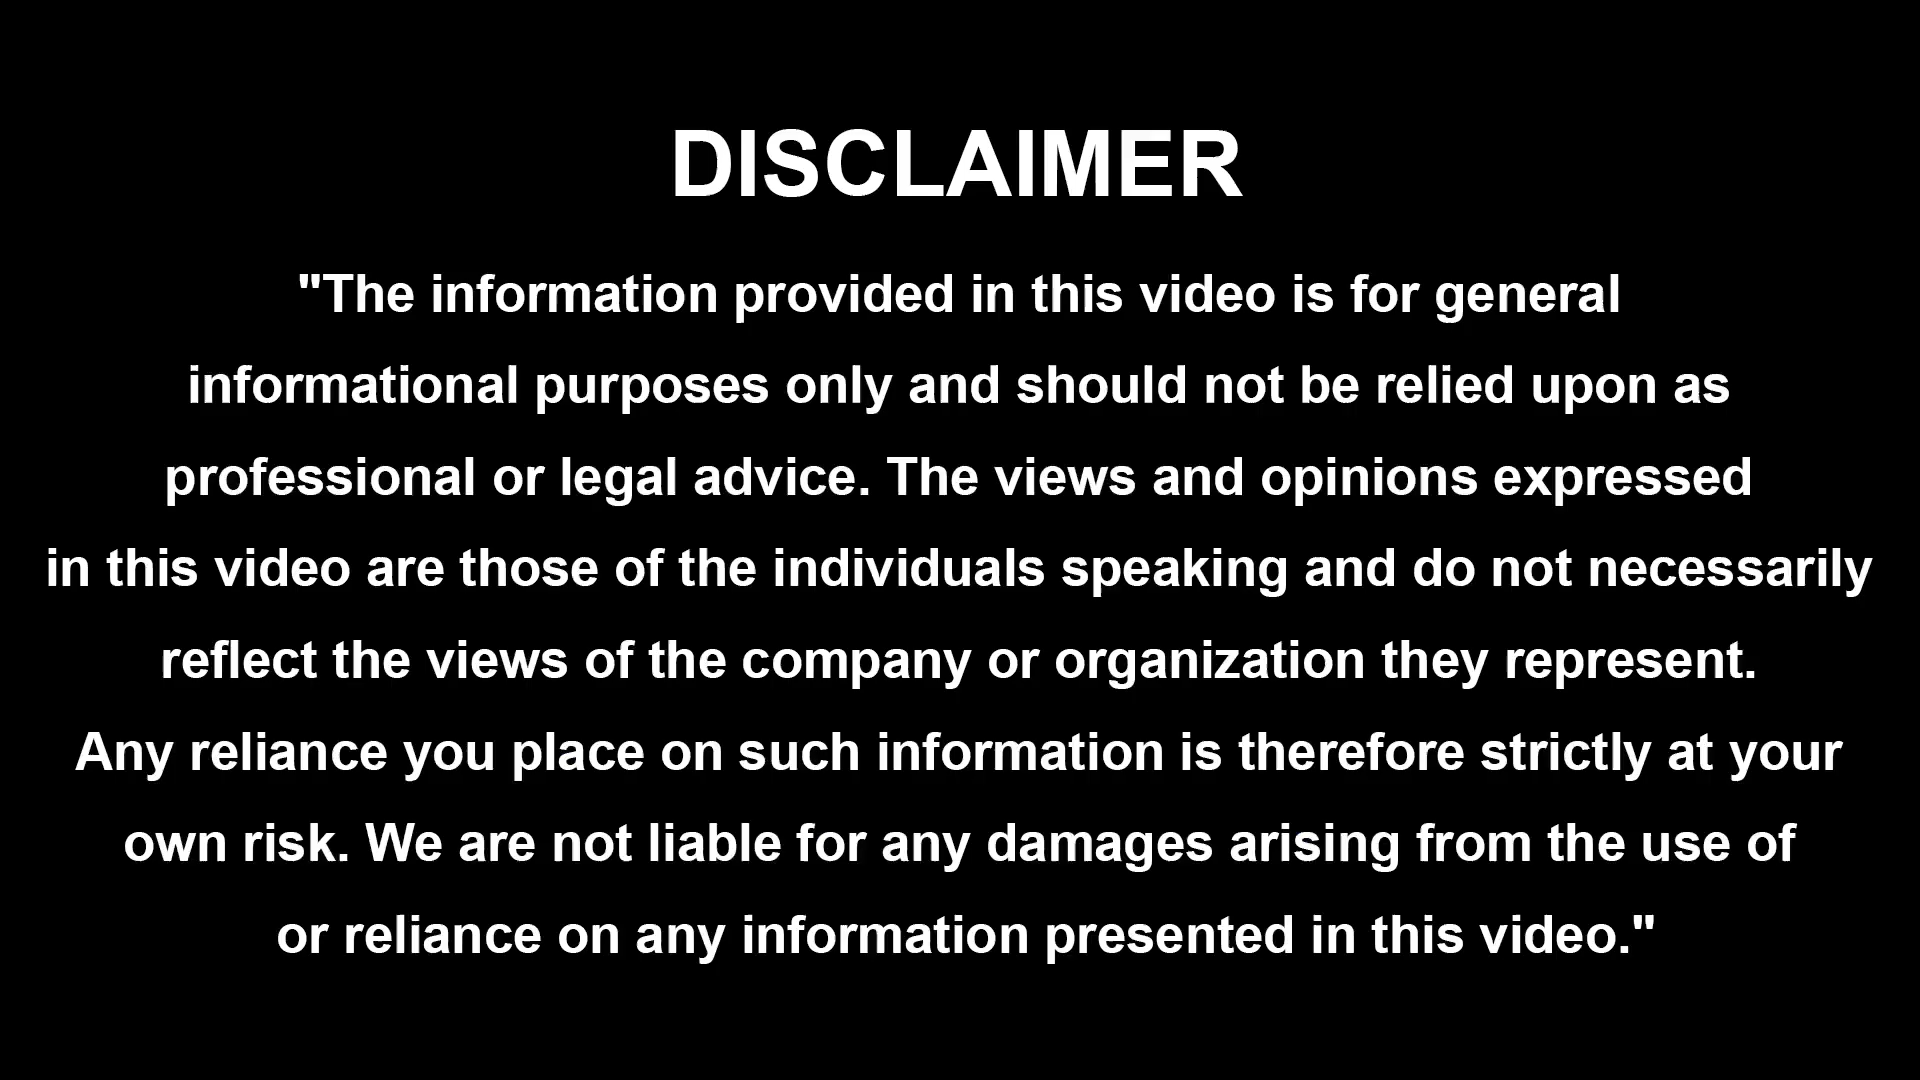 DISCLAIMER
"The information provided in this video is for general
informational purposes only and should not be relied upon as
professional or legal advice. The views and opinions expressed
in this video are those of the individuals speaking and do not necessarily
reflect the views of the company or organization they represent.
Any reliance you place on such information is therefore strictly at your
own risk. We are not liable for any damages arising from the use of
or reliance on any information presented in this video."